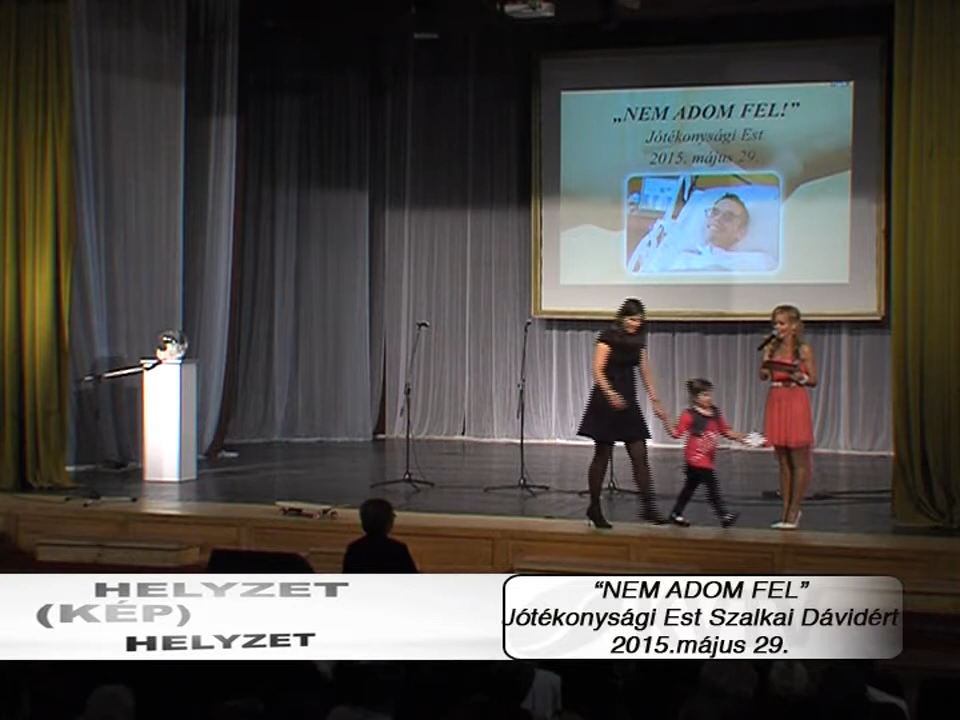 „NEM ADOM FEL!”
Jótékonysági Est
2015. május 29.
HELYZET
(KÉP)
HELYZET
“NEM ADOM FEL”
Jótékonysági Est Szalkai Dávidért
2015.május 29.